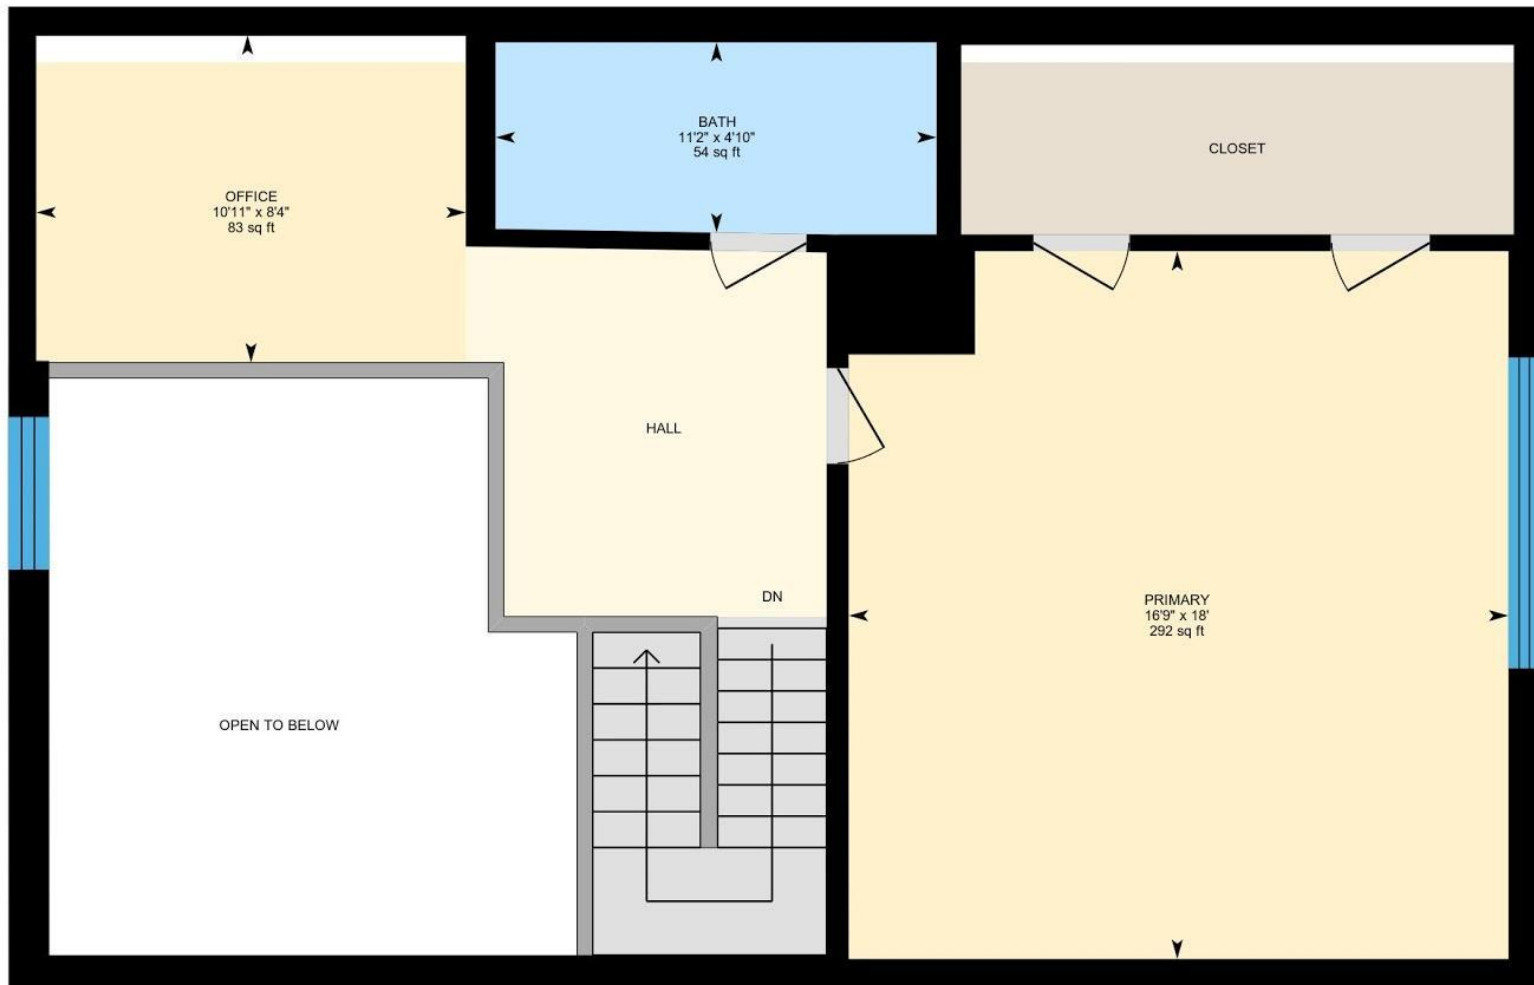 BATH
11'2" x 4'10"
54 sq ft
CLOSET
OFFICE
10'11" x 8'4"
83 sq ft
HALL
DN
PRIMARY
16'9" x 18'
292 sq ft
OPEN TO BELOW